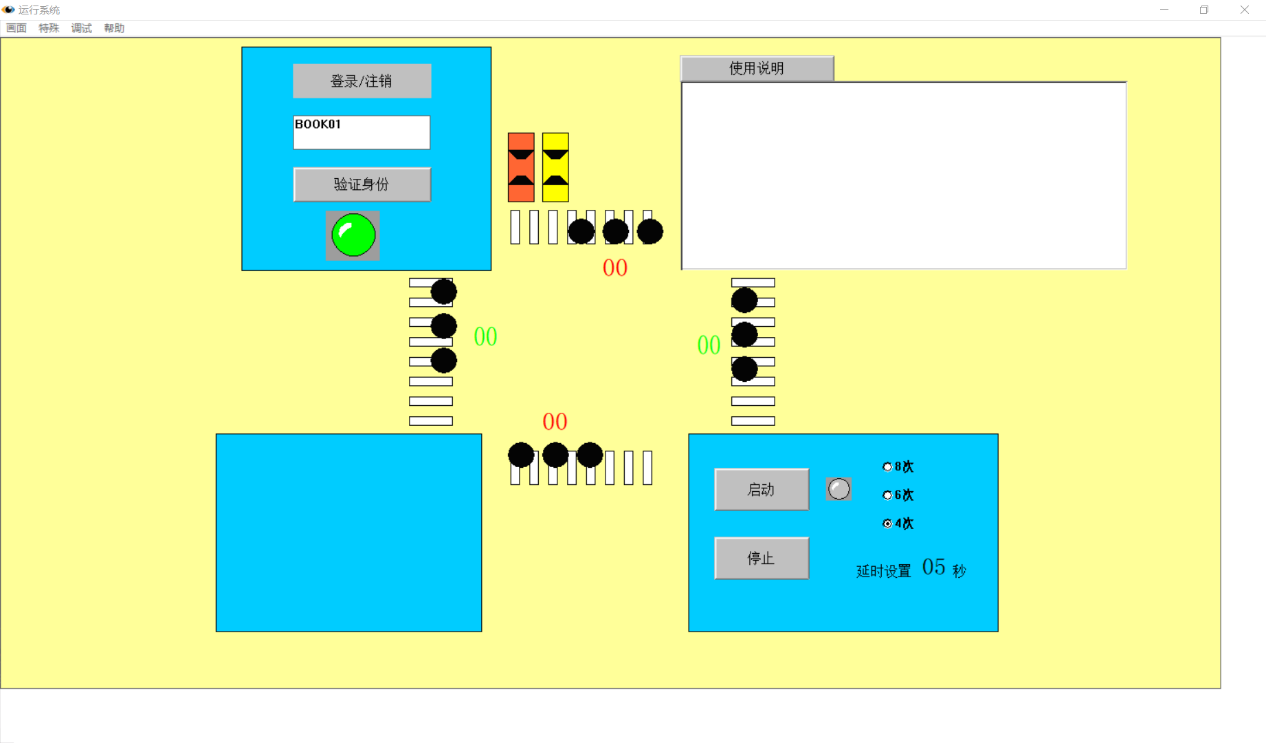 运行系统
画面 特殊 调试 帮助
登录/注销
BOOK01
验证身份
使用说明
00
00
00
00
启动
停止
8次
6次
4次
延时设置 05 秒